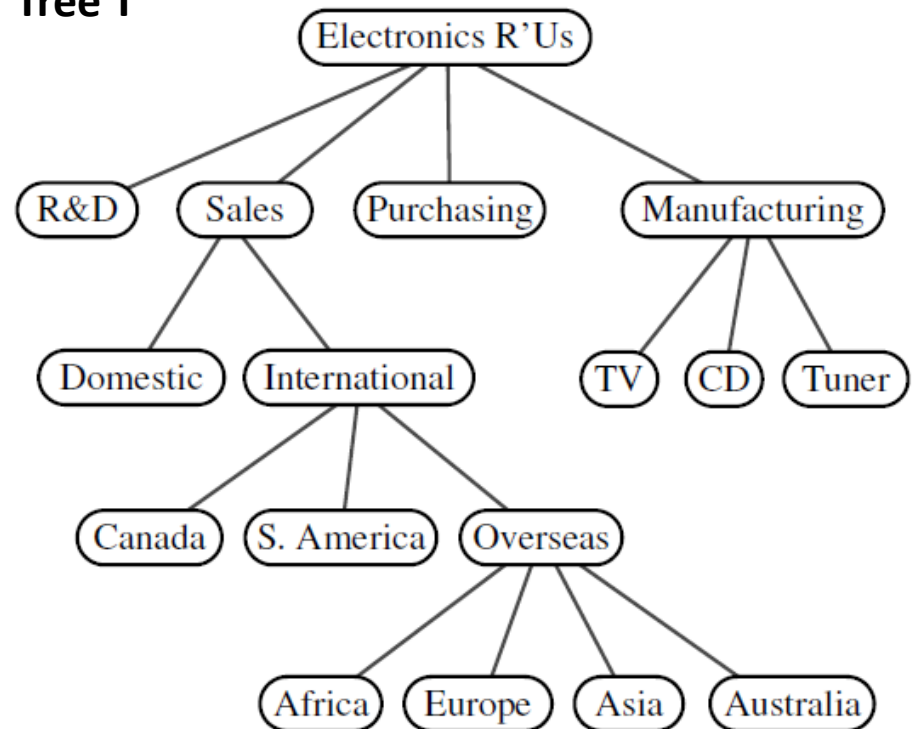 Tree 1
Electronics R'Us
R&D Sales Purchasing Manufacturing
Domestic International TV CD Tuner
Canada S. America Overseas
Africa Europe Asia Australia